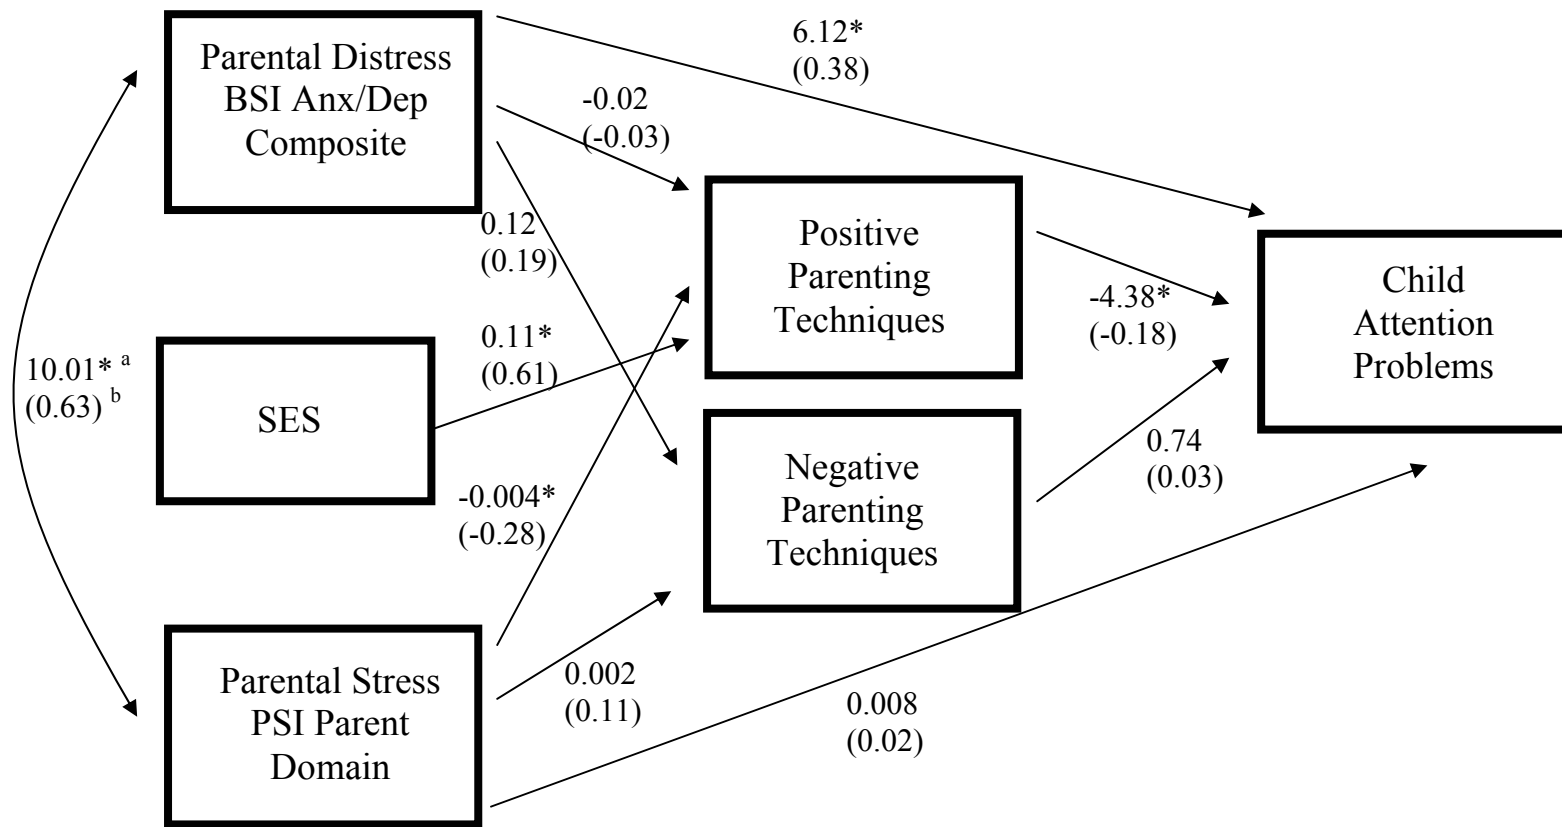 Parental Distress
BSI Anx/Dep
Composite
6.12*
(0.38)
-0.02
(-0.03)
0.12
(0.19)
Positive
Parenting
Techniques
-4.38*
(-0.18)
Child
Attention
Problems
10.01* a
(0.63) b
SES
0.11*
(0.61)
-0.004*
(-0.28)
Negative
Parenting
Techniques
0.74
(0.03)
Parental Stress
PSI Parent
Domain
0.002
(0.11)
0.008
(0.02)